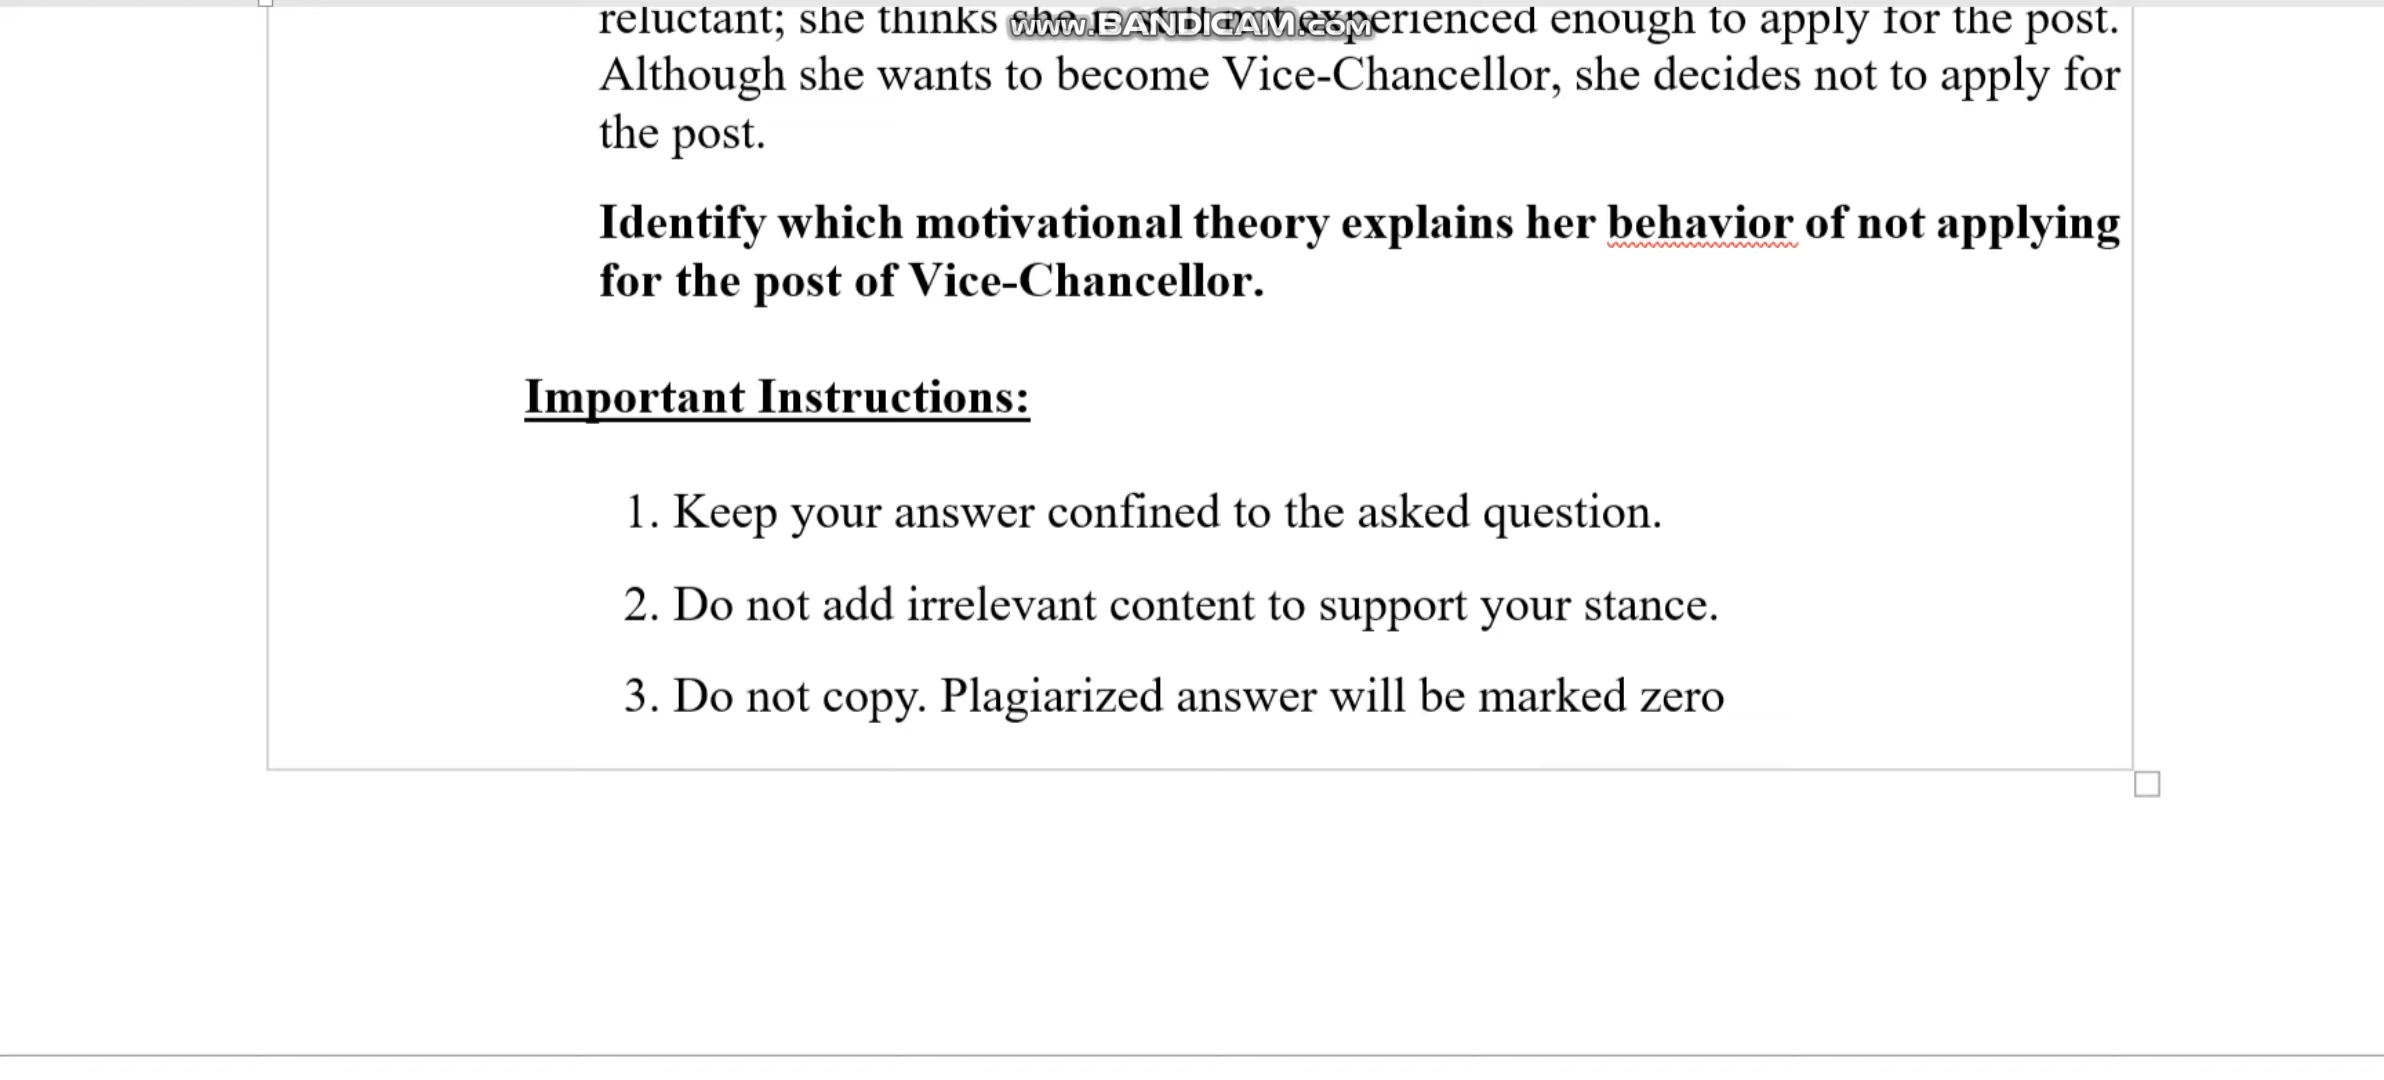 reluctant; she thinks she experienced enough to apply for the post.
www.BANDICAM.com
Although she wants to become Vice-Chancellor, she decides not to apply for
the post.
Identify which motivational theory explains her behavior of not applying
for the post of Vice-Chancellor.
Important Instructions:
1. Keep your answer confined to the asked question.
2. Do not add irrelevant content to support your stance.
3. Do not copy. Plagiarized answer will be marked zero